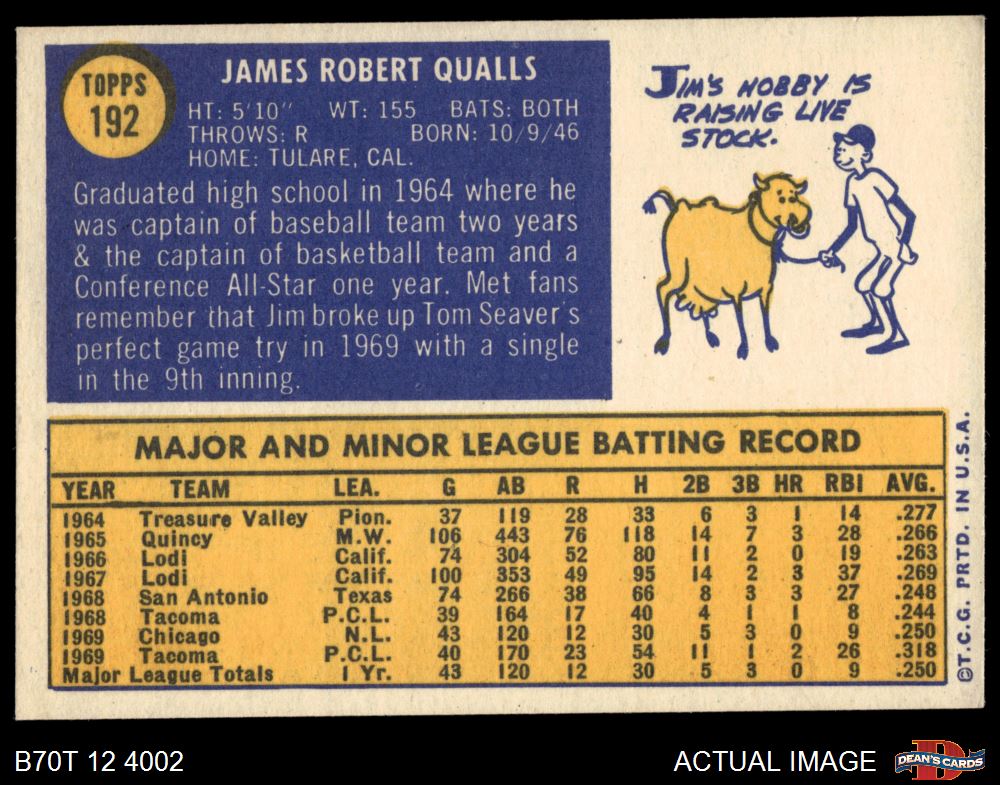 TOPPS
192
JAMES ROBERT QUALLS
HT: 5'10" WT: 155 BATS: BOTH
THROWS: R BORN: 10/9/46
HOME: TULARE, CAL.
Graduated high school in 1964 where he
was captain of baseball team two years
& the captain of basketball team and a
Conference All-Star one year. Met fans
remember that Jim broke up Tom Seaver's
perfect game try in 1969 with a single
in the 9th inning.
JIM'S HOBBY IS
RAISING LIVE
STOCK.
MAJOR AND MINOR LEAGUE BATTING RECORD
YEAR TEAM LEA. G AB R H 2B 3B HR RBI AVG.
1964 Treasure Valley Pion. 37 119 28 33 6 3 1 14 .277
1965 Quincy M.W. 106 443 76 118 14 7 3 28 .266
1966 Lodi Calif. 74 304 52 80 11 2 0 19 .263
1967 Lodi Calif. 100 353 49 95 14 2 3 37 .269
1968 San Antonio Texas 74 266 38 66 8 3 3 27 .248
1968 Tacoma P.C.L. 39 164 17 40 4 1 1 8 .244
1969 Chicago N.L. 43 120 12 30 5 3 0 9 .250
1969 Tacoma P.C.L. 40 170 23 54 11 1 2 26 .318
Major League Totals 1 Yr. 43 120 12 30 5 3 0 9 .250
©T.C.G. PRTD. IN U.S.A.
B70T 12 4002
ACTUAL IMAGE
D
DEAN'S CARDS